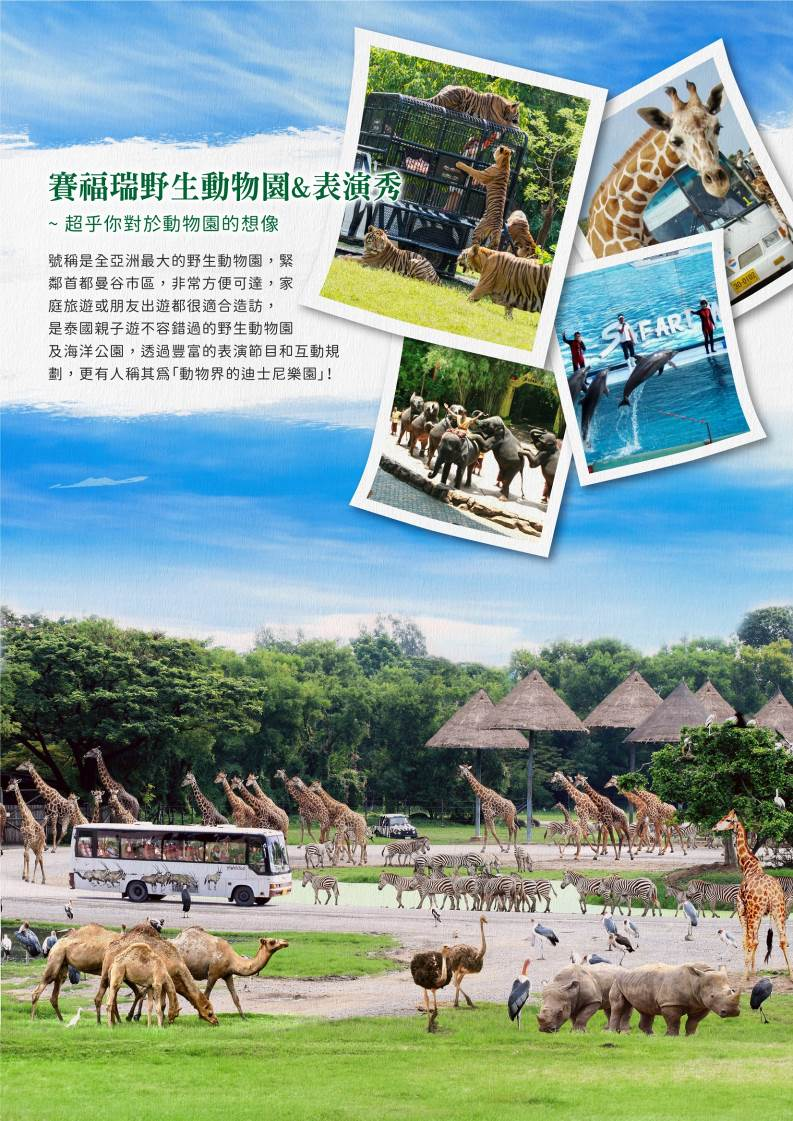 賽福瑞野生動物園&表演秀
~ 超乎你對於動物園的想像
號稱是全亞洲最大的野生動物園，緊
鄰首都曼谷市區，非常方便可達，家
庭旅遊或朋友出遊都很適合造訪，
是泰國親子遊不容錯過的野生動物園
及海洋公園，透過豐富的表演節目和互動規
劃，更有人稱其為「動物界的迪士尼樂園」！
SAFARI